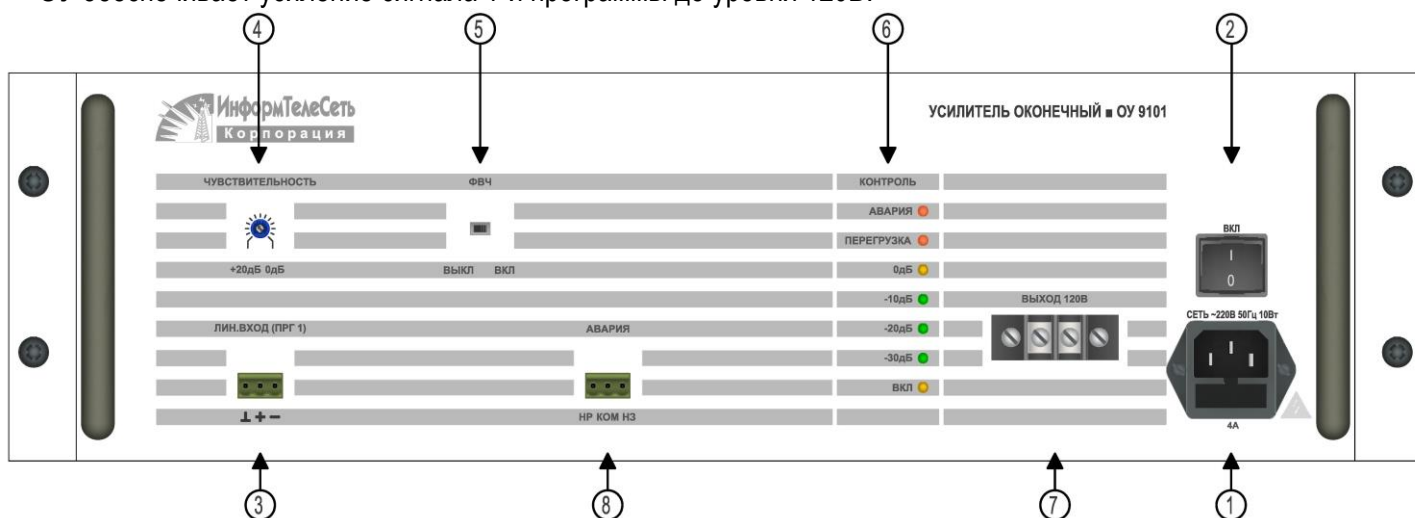 ОУ обеспечивает усиление сигнала 1-й программы до уровня 120В.
4 5 6 2
ИнформТелеСеть
Корпорация
УСИЛИТЕЛЬ ОКОНЕЧНЫЙ ■ ОУ 9101
ЧУВСТВИТЕЛЬНОСТЬ ФВЧ КОНТРОЛЬ
АВАРИЯ
ПЕРЕГРУЗКА
ВКЛ
I
0
+20дБ 0дБ ВЫКЛ ВКЛ 0дБ
-10дБ ВЫХОД 120В
СЕТЬ ~220В 50Гц 10Вт
ЛИН.ВХОД (ПРГ 1) АВАРИЯ -20дБ
-30дБ
ВКЛ
⊥ + − НР КОМ НЗ
4А
3 8 7 1